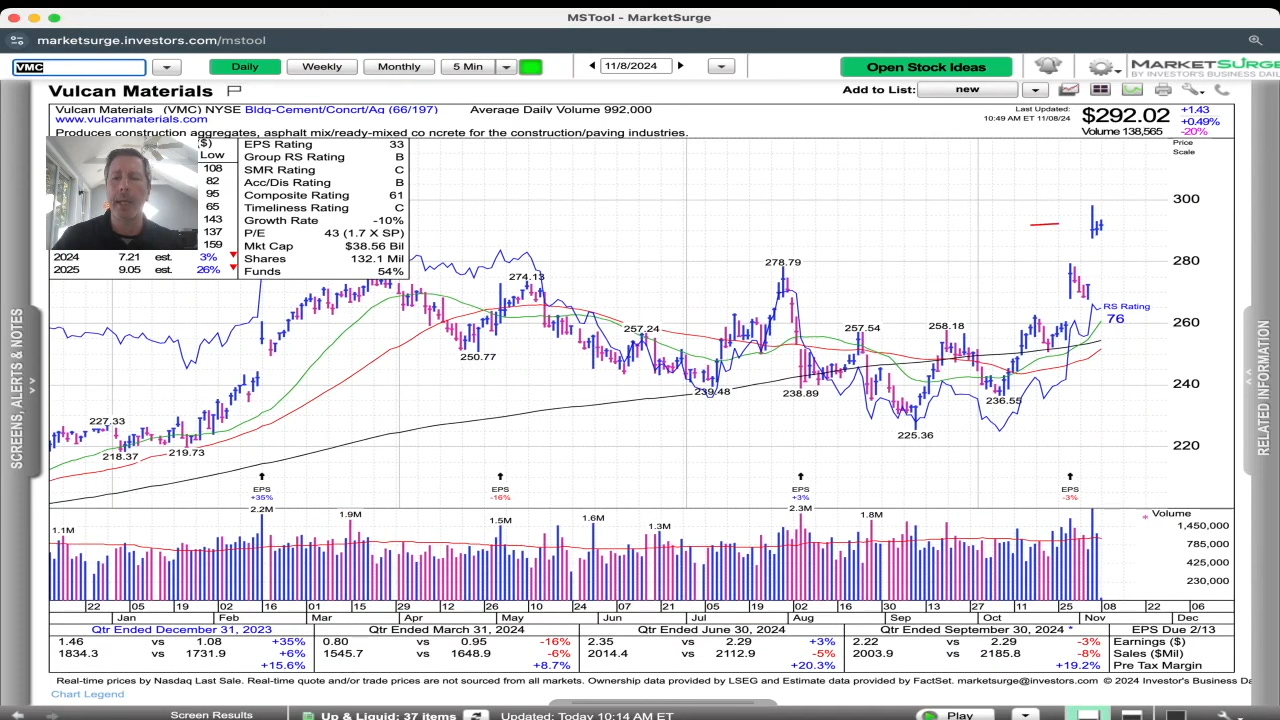 MSTool - MarketSurge
marketsurge.investors.com/mstool
VMC Daily Weekly Monthly 5 Min 11/8/2024 Open Stock Ideas MARKETSURGE
BY INVESTOR'S BUSINESS DAI
Vulcan Materials Add to List: new
Vulcan Materials (VMC) NYSE Bldg-Cement/Concrt/Ag (66/197) Average Daily Volume 992,000
www.vulcanmaterials.com
Produces construction aggregates, asphalt mix/ready-mixed co ncrete for the construction/paving industries.
Last Updated:
10:49 AM ET 11/08/24
$292.02
Volume 138,565
+1.43
+0.49%
-20%
Price
Scale
($)
Low
108
82
95
65
143
137
159
2024 7.21 est. 3%
2025 9.05 est. 26%
EPS Rating 33
Group RS Rating B
SMR Rating C
Acc/Dis Rating B
Composite Rating 61
Timeliness Rating C
Growth Rate -10%
P/E 43 (1.7 X SP)
Mkt Cap $38.56 Bil
Shares 132.1 Mil
Funds 54%
300
280
260
240
220
227.33
218.37
219.73
250.77
274.13
257.24
239.48
278.79
238.89
257.54
225.36
258.18
236.55
RS Rating
76
EPS
+35%
EPS
-16%
EPS
+3%
EPS
-3%
1.1M 2.2M 1.9M 1.5M 1.6M 1.3M 2.3M 1.8M
* Volume
1,450,000
785,000
425,000
230,000
22 05 19 02 16 01 15 29 12 26 10 24 07 21 05 19 02 16 30 13 27 11 25 08 22 06
Jan Feb Mar Apr May Jun Jul Aug Sep Oct Nov Dec
Qtr Ended December 31, 2023 Qtr Ended March 31, 2024 Qtr Ended June 30, 2024 Qtr Ended September 30, 2024 * EPS Due 2/13
1.46 vs 1.08 +35% 0.80 vs 0.95 -16% 2.35 vs 2.29 +3% 2.22 vs 2.29 -3% Earnings ($)
1834.3 vs 1731.9 +6% 1545.7 vs 1648.9 -6% 2014.4 vs 2112.9 -5% 2003.9 vs 2185.8 -8% Sales ($Mil)
+15.6% +8.7% +20.3% +19.2% Pre Tax Margin
Real-time prices by Nasdaq Last Sale. Real-time quote and/or trade prices are not sourced from all markets. Ownership data provided by LSEG and Estimate data provided by FactSet. marketsurge@investors.com © 2024 Investor's Business Da
Chart Legend
SCREENS, ALERTS & NOTES
RELATED INFORMATION
Screen Results Up & Liquid: 37 items Updated: Today 10:14 AM ET Play